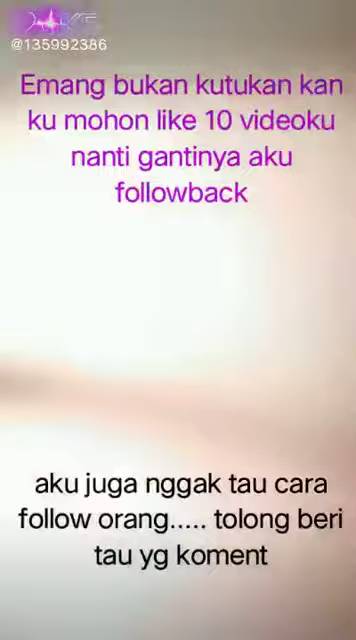 @135992386
Emang bukan kutukan kan
ku mohon like 10 videoku
nanti gantinya aku
followback
aku juga nggak tau cara
follow orang..... tolong beri
tau yg koment